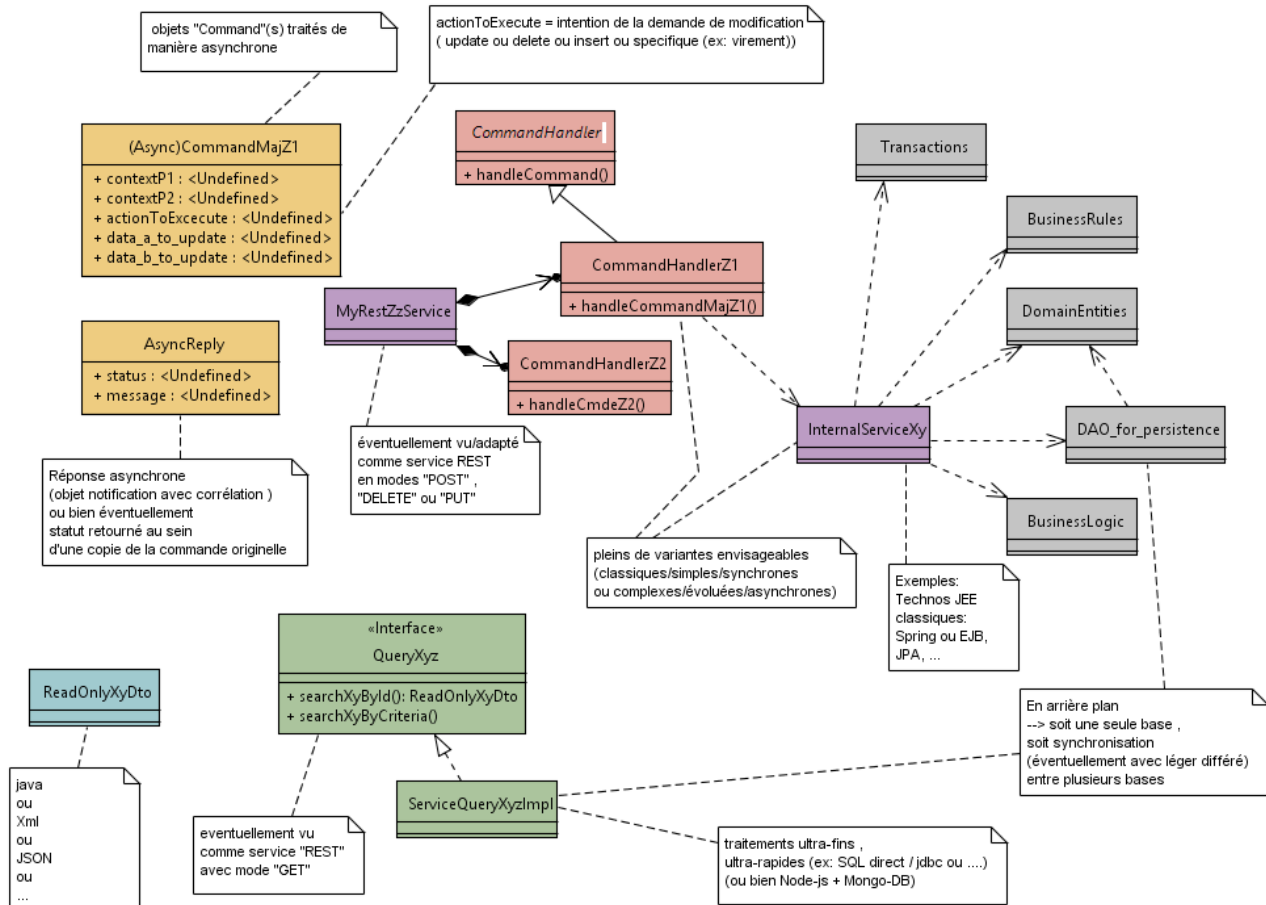 objets "Command"(s) traités de
manière asynchrone
actionToExecute = intention de la demande de modification
( update ou delete ou insert ou specifique (ex: virement))
(Async)CommandMajZ1
+ contextP1 : <Undefined>
+ contextP2 : <Undefined>
+ actionToExcecute : <Undefined>
+ data_a_to_update : <Undefined>
+ data_b_to_update : <Undefined>
CommandHandler
+ handleCommand()
Transactions
BusinessRules
CommandHandlerZ1
+ handleCommandMajZ1()
MyRestZzService
DomainEntities
AsyncReply
+ status : <Undefined>
+ message : <Undefined>
CommandHandlerZ2
+ handleCmdeZ2()
InternalServiceXy
DAO_for_persistence
BusinessLogic
Réponse asynchrone
(objet notification avec corrélation )
ou bien éventuellement
statut retourné au sein
d'une copie de la commande originelle
éventuellement vu/adapté
comme service REST
en modes "POST" ,
"DELETE" ou "PUT"
pleins de variantes envisageables
(classiques/simples/synchrones
ou complexes/évoluées/asynchrones)
Exemples:
Technos JEE
classiques:
Spring ou EJB,
JPA, ...
«Interface»
QueryXyz
+ searchXyById(): ReadOnlyXyDto
+ searchXyByCriteria()
ReadOnlyXyDto
En arrière plan
--> soit une seule base ,
soit synchronisation
(éventuellement avec léger différé)
entre plusieurs bases
java
ou
Xml
ou
JSON
ou
...
ServiceQueryXyzImpl
eventuellement vu
comme service "REST"
avec mode "GET"
traitements ultra-fins ,
ultra-rapides (ex: SQL direct / jdbc ou ....)
(ou bien Node-js + Mongo-DB)